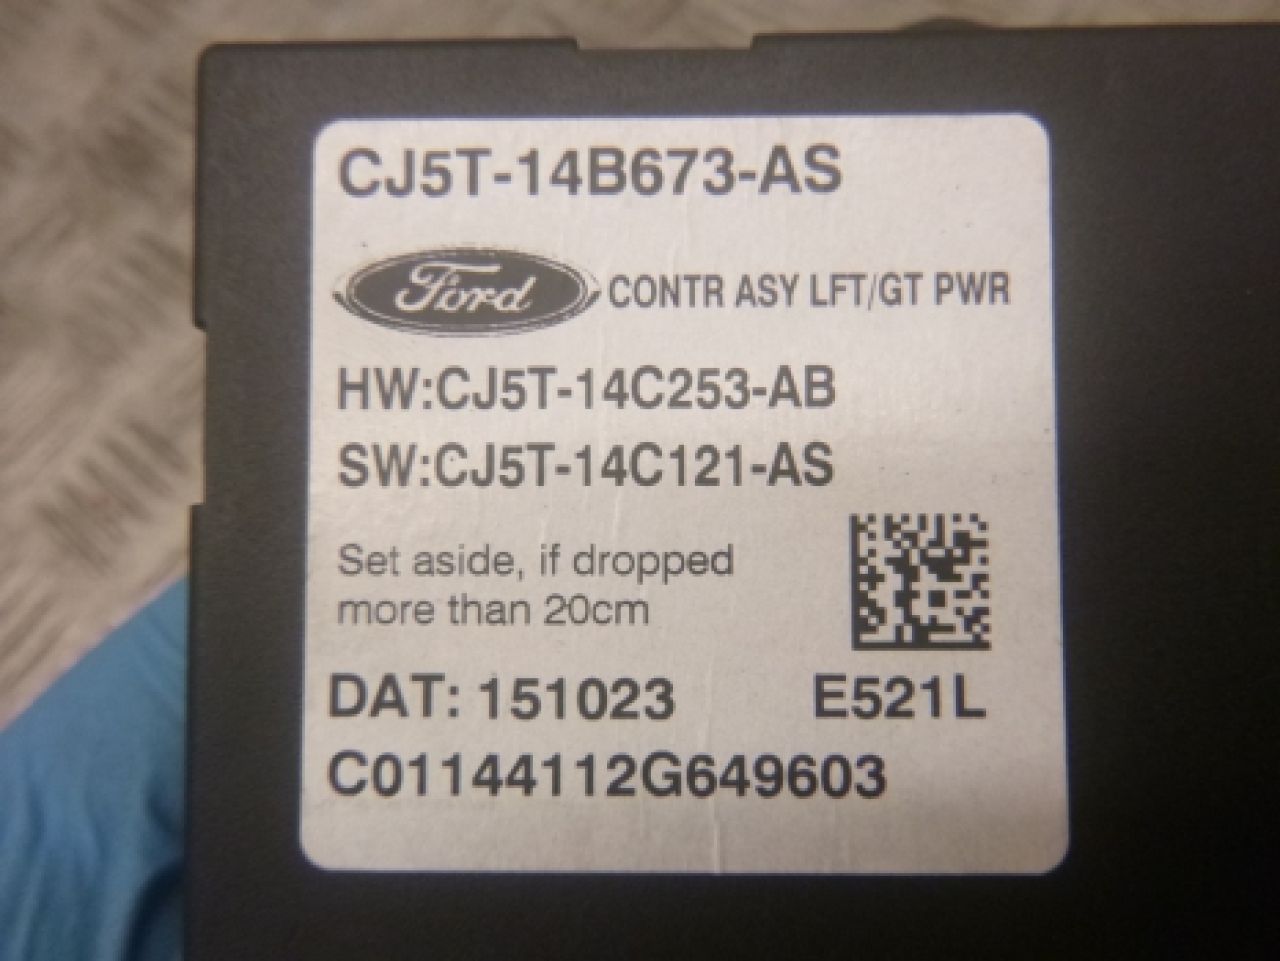 CJ5T-14B673-AS
Ford CONTR ASY LFT/GT PWR
HW:CJ5T-14C253-AB
SW:CJ5T-14C121-AS
Set aside, if dropped
more than 20cm
DAT: 151023 E521L
C01144112G649603